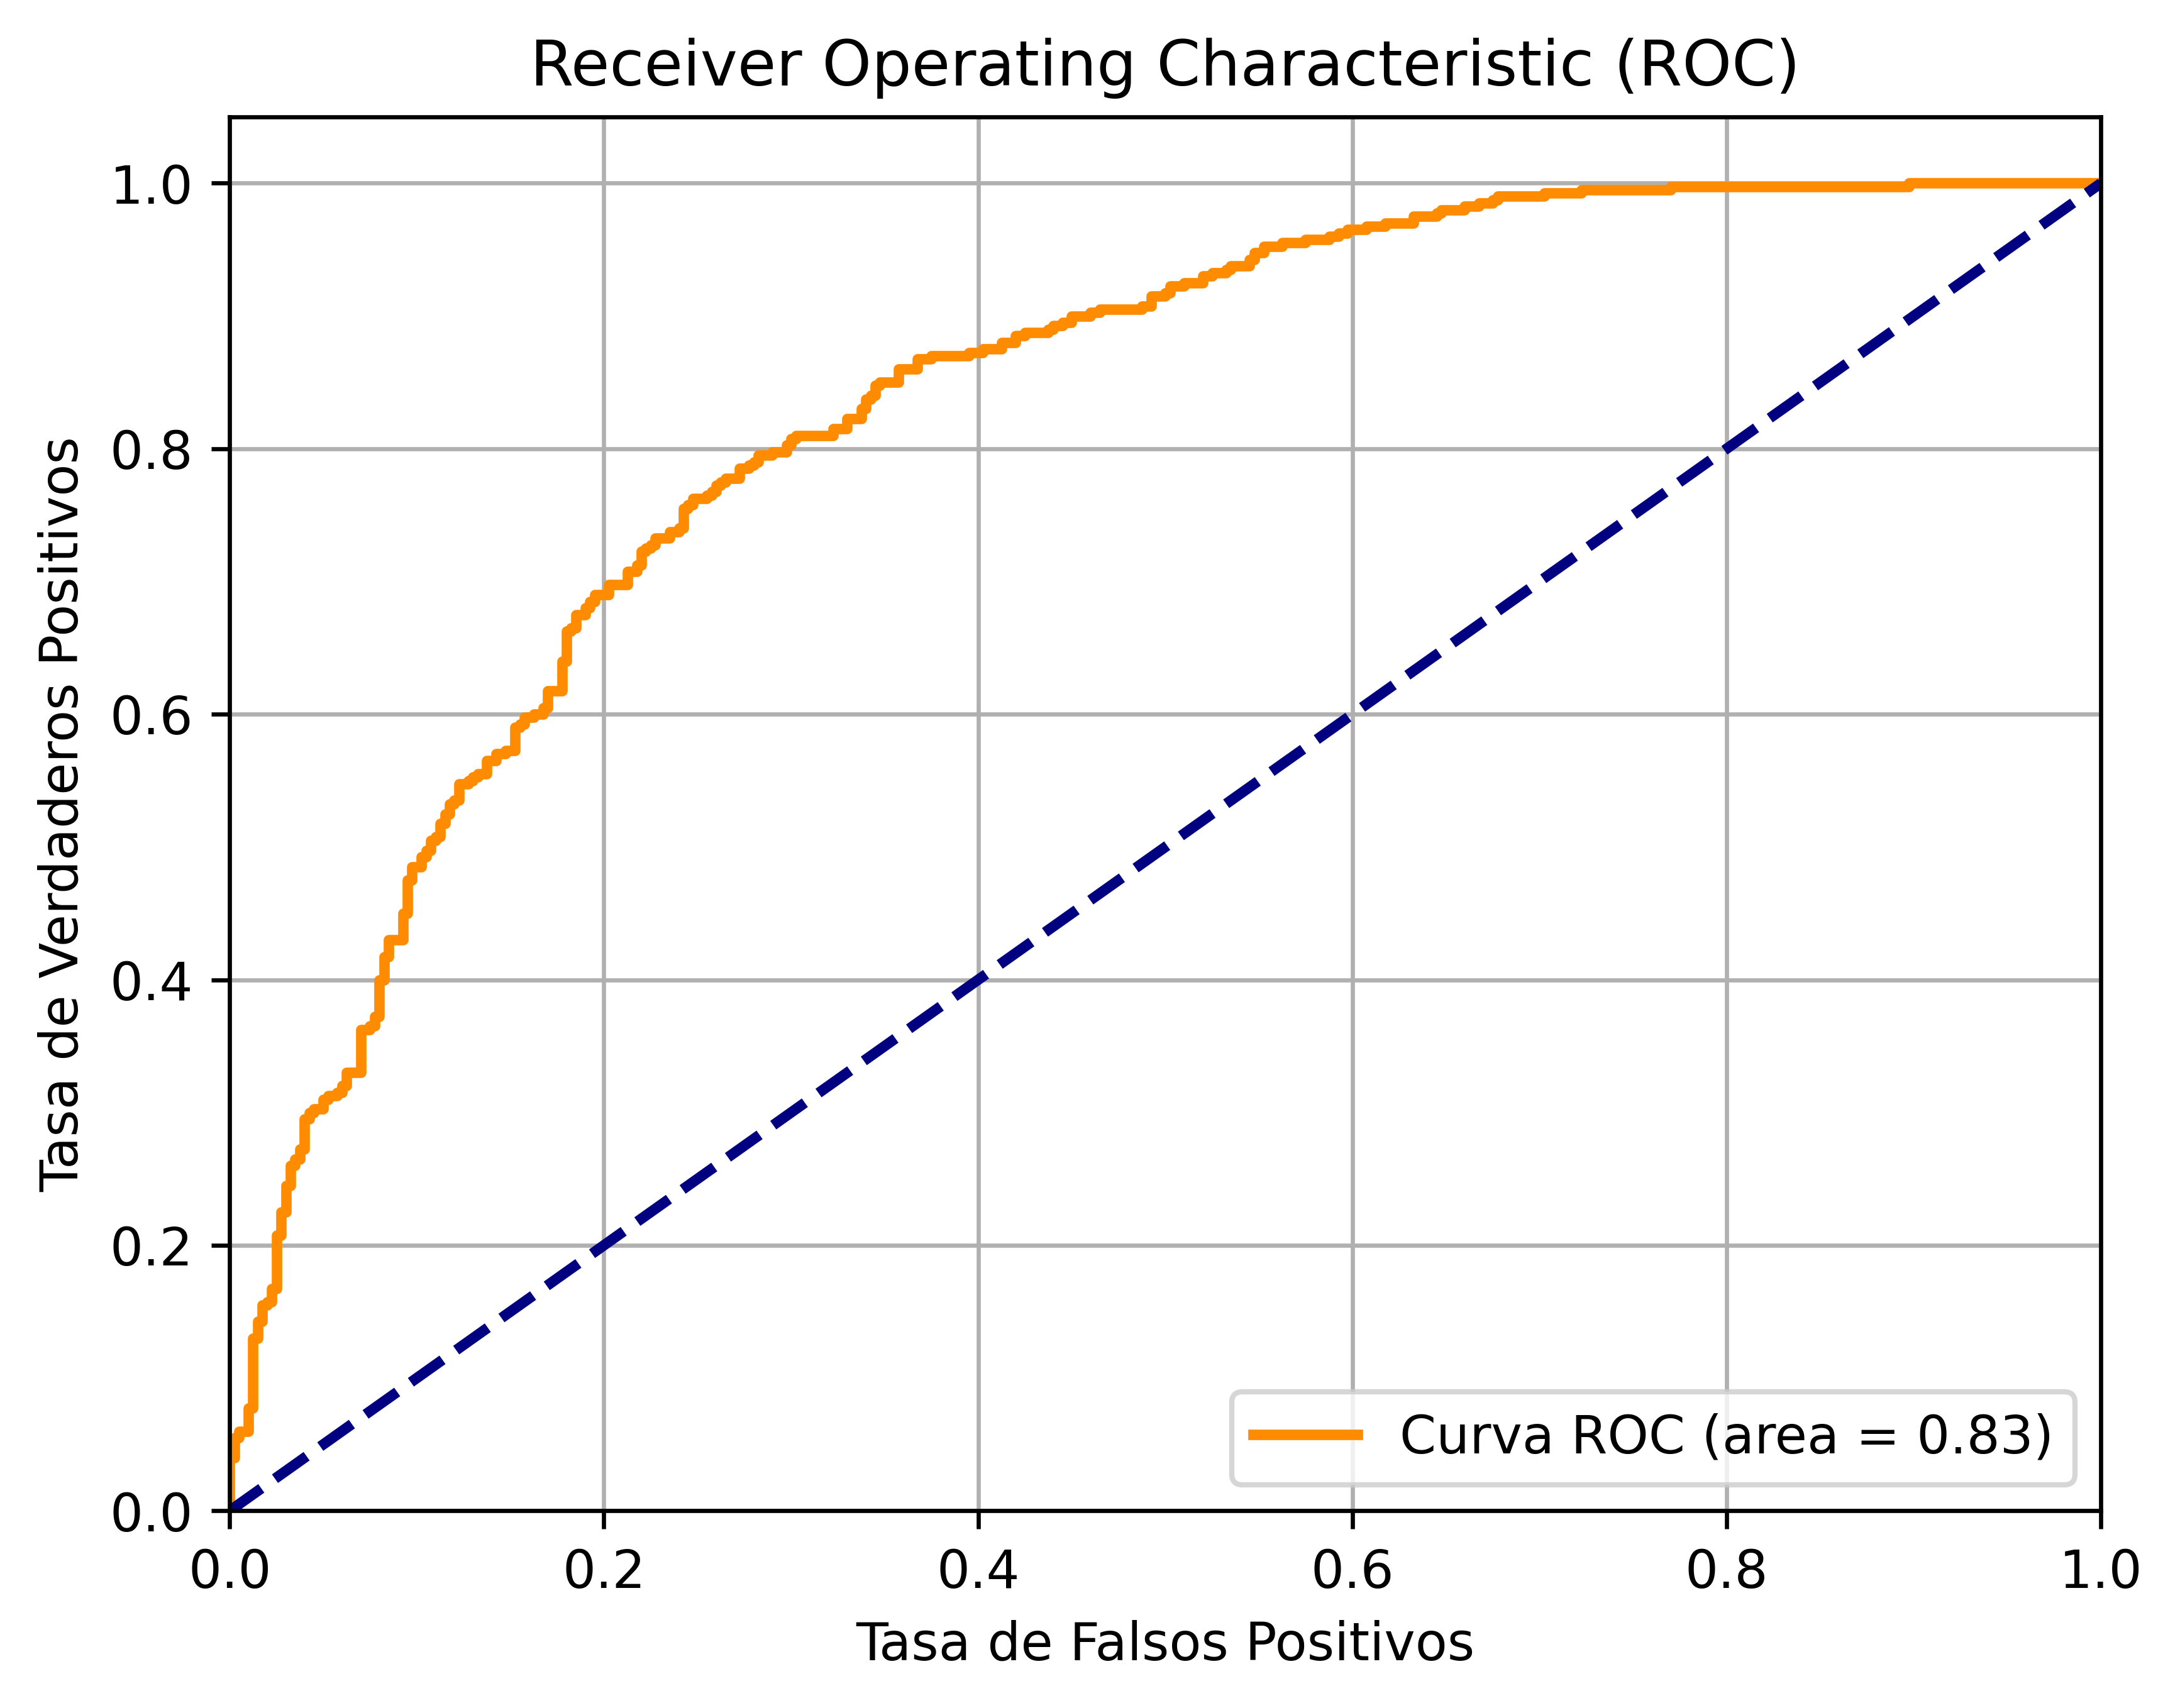 Receiver Operating Characteristic (ROC)
Tasa de Verdaderos Positivos
1.0
0.8
0.6
0.4
0.2
0.0
Curva ROC (area = 0.83)
0.0 0.2 0.4 0.6 0.8 1.0
Tasa de Falsos Positivos